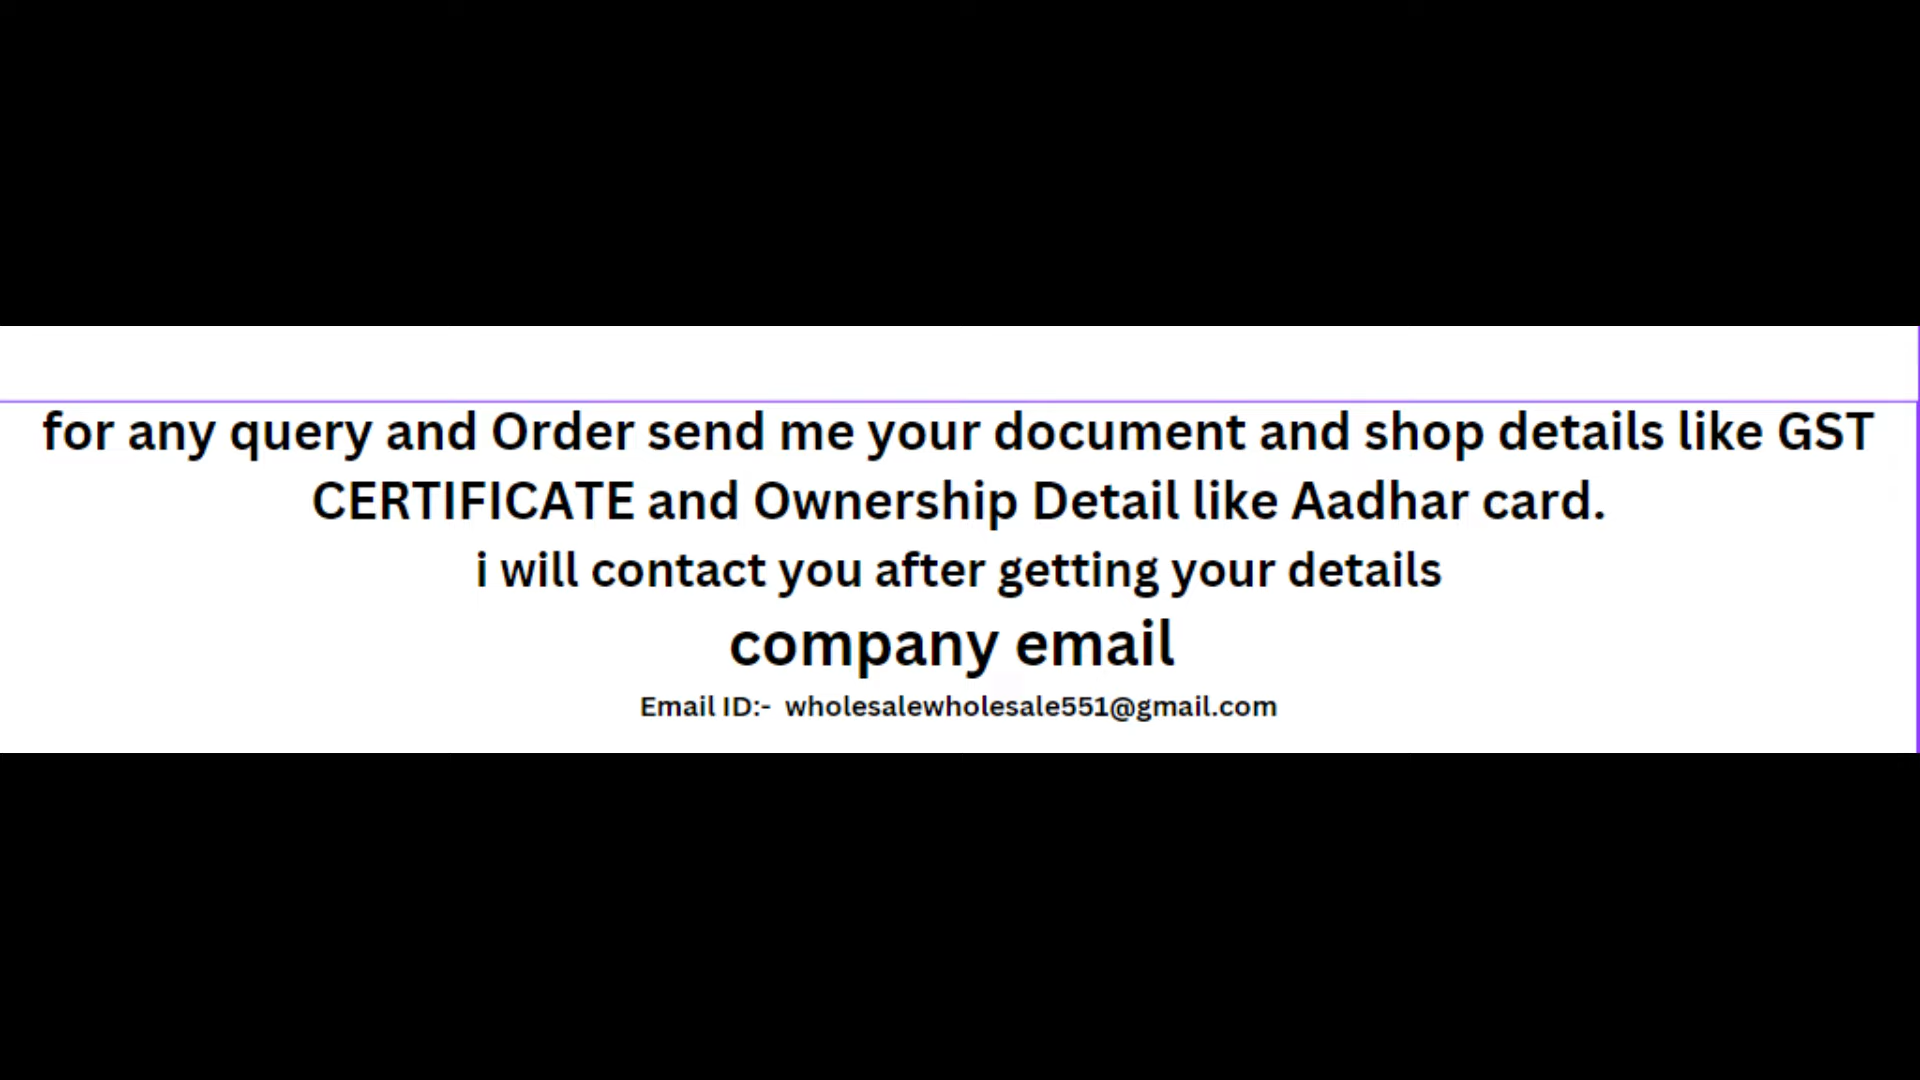 for any query and Order send me your document and shop details like GST
CERTIFICATE and Ownership Detail like Aadhar card.
i will contact you after getting your details
company email
Email ID:- wholesalewholesale551@gmail.com